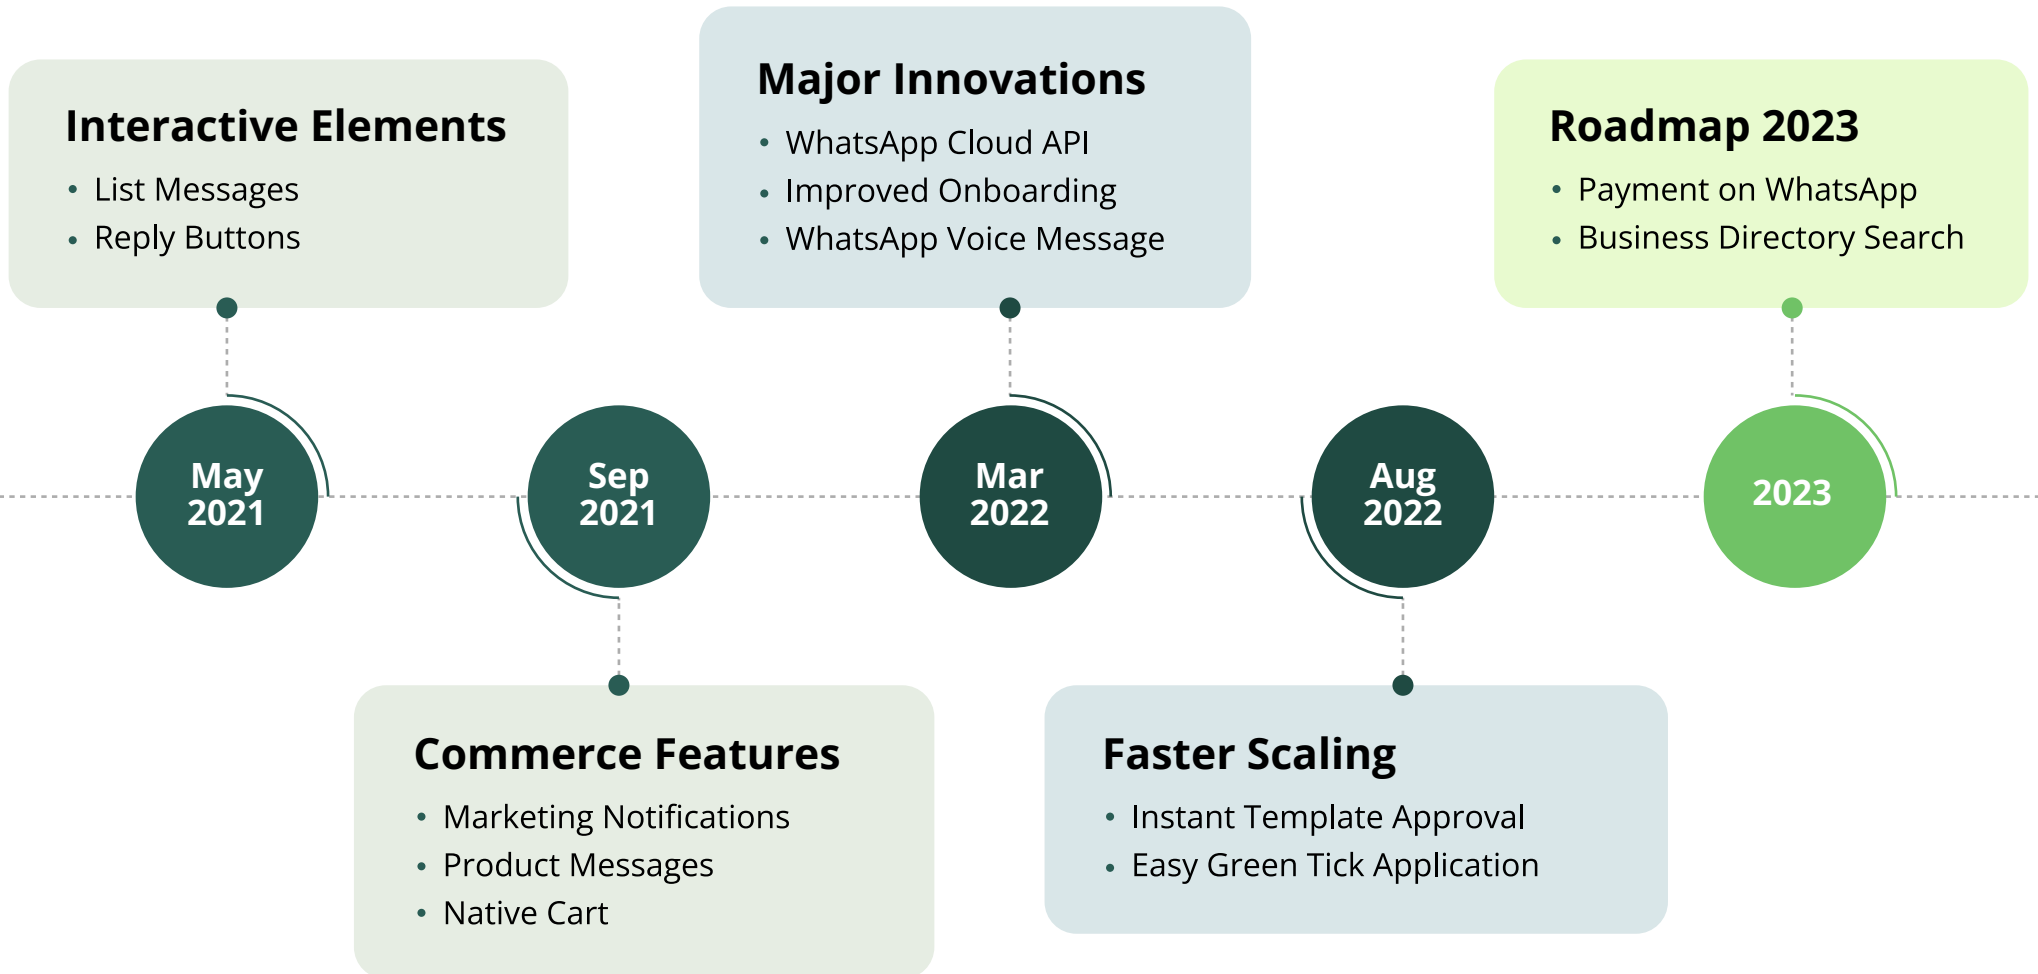 Interactive Elements
• List Messages
• Reply Buttons
Major Innovations
• WhatsApp Cloud API
• Improved Onboarding
• WhatsApp Voice Message
Roadmap 2023
• Payment on WhatsApp
• Business Directory Search
May
2021
Sep
2021
Mar
2022
Aug
2022
2023
Commerce Features
• Marketing Notifications
• Product Messages
• Native Cart
Faster Scaling
• Instant Template Approval
• Easy Green Tick Application